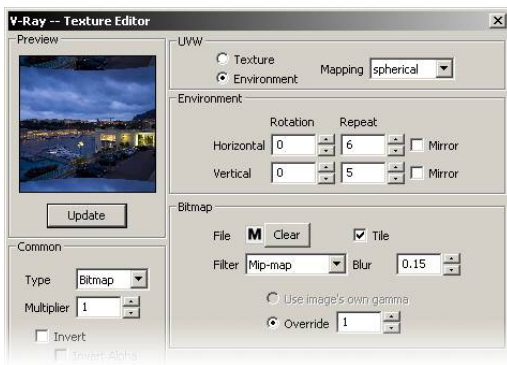 V-Ray -- Texture Editor
Preview
Update
Common
Type Bitmap
Multiplier 1
Invert
Invert Alpha
UVW
Texture
Environment
Mapping spherical
Environment
Rotation Repeat
Horizontal 0 6 Mirror
Vertical 0 5 Mirror
Bitmap
File M Clear Tile
Filter Mip-map Blur 0.15
Use image's own gamma
Override 1